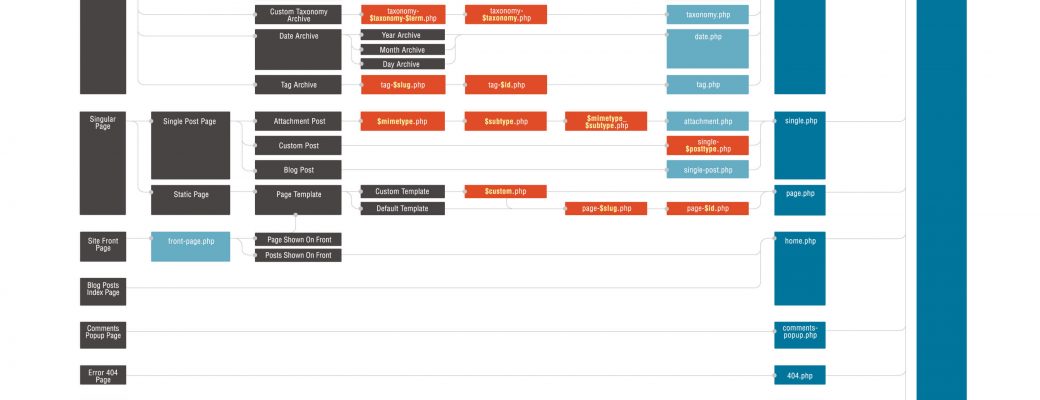 Custom Taxonomy
Archive
taxonomy-
$taxonomy-$term.php
taxonomy-
$taxonomy.php
taxonomy.php
Date Archive
Year Archive
date.php
Month Archive
Day Archive
Tag Archive
tag-$slug.php
tag-$id.php
tag.php
Singular
Page
Single Post Page
Attachment Post
$mimetype.php
$subtype.php
$mimetype_
$subtype.php
attachment.php
single.php
Custom Post
single-
$posttype.php
Blog Post
single-post.php
Static Page
Page Template
Custom Template
$custom.php
page.php
Default Template
page-$slug.php
page-$id.php
Site Front
Page
front-page.php
Page Shown On Front
home.php
Posts Shown On Front
Blog Posts
Index Page
Comments
Popup Page
comments-
popup.php
Error 404
Page
404.php